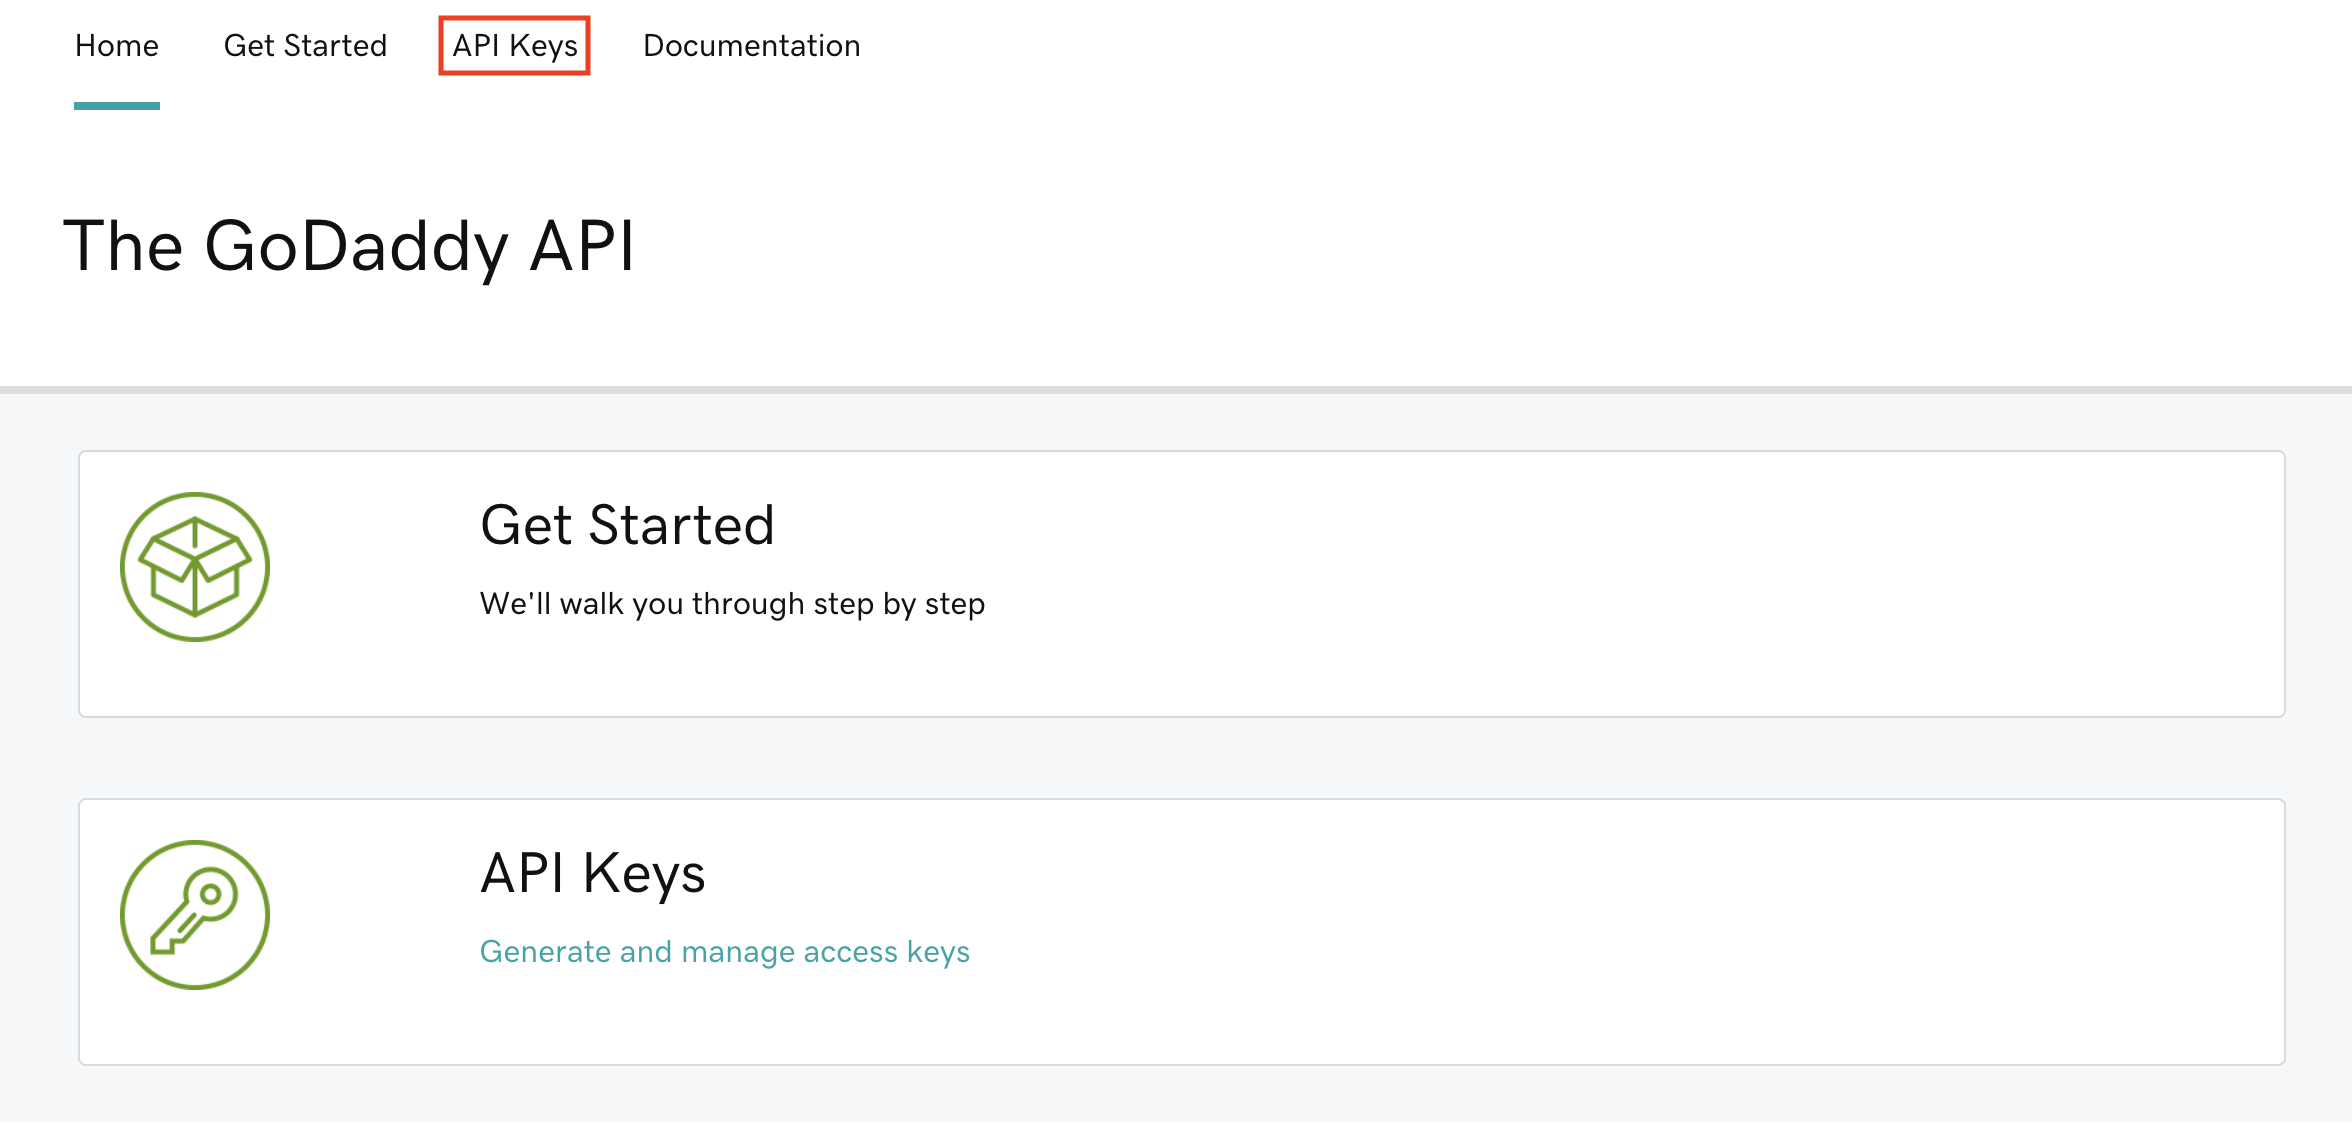 Home Get Started API Keys Documentation
The GoDaddy API
Get Started
We'll walk you through step by step
API Keys
Generate and manage access keys